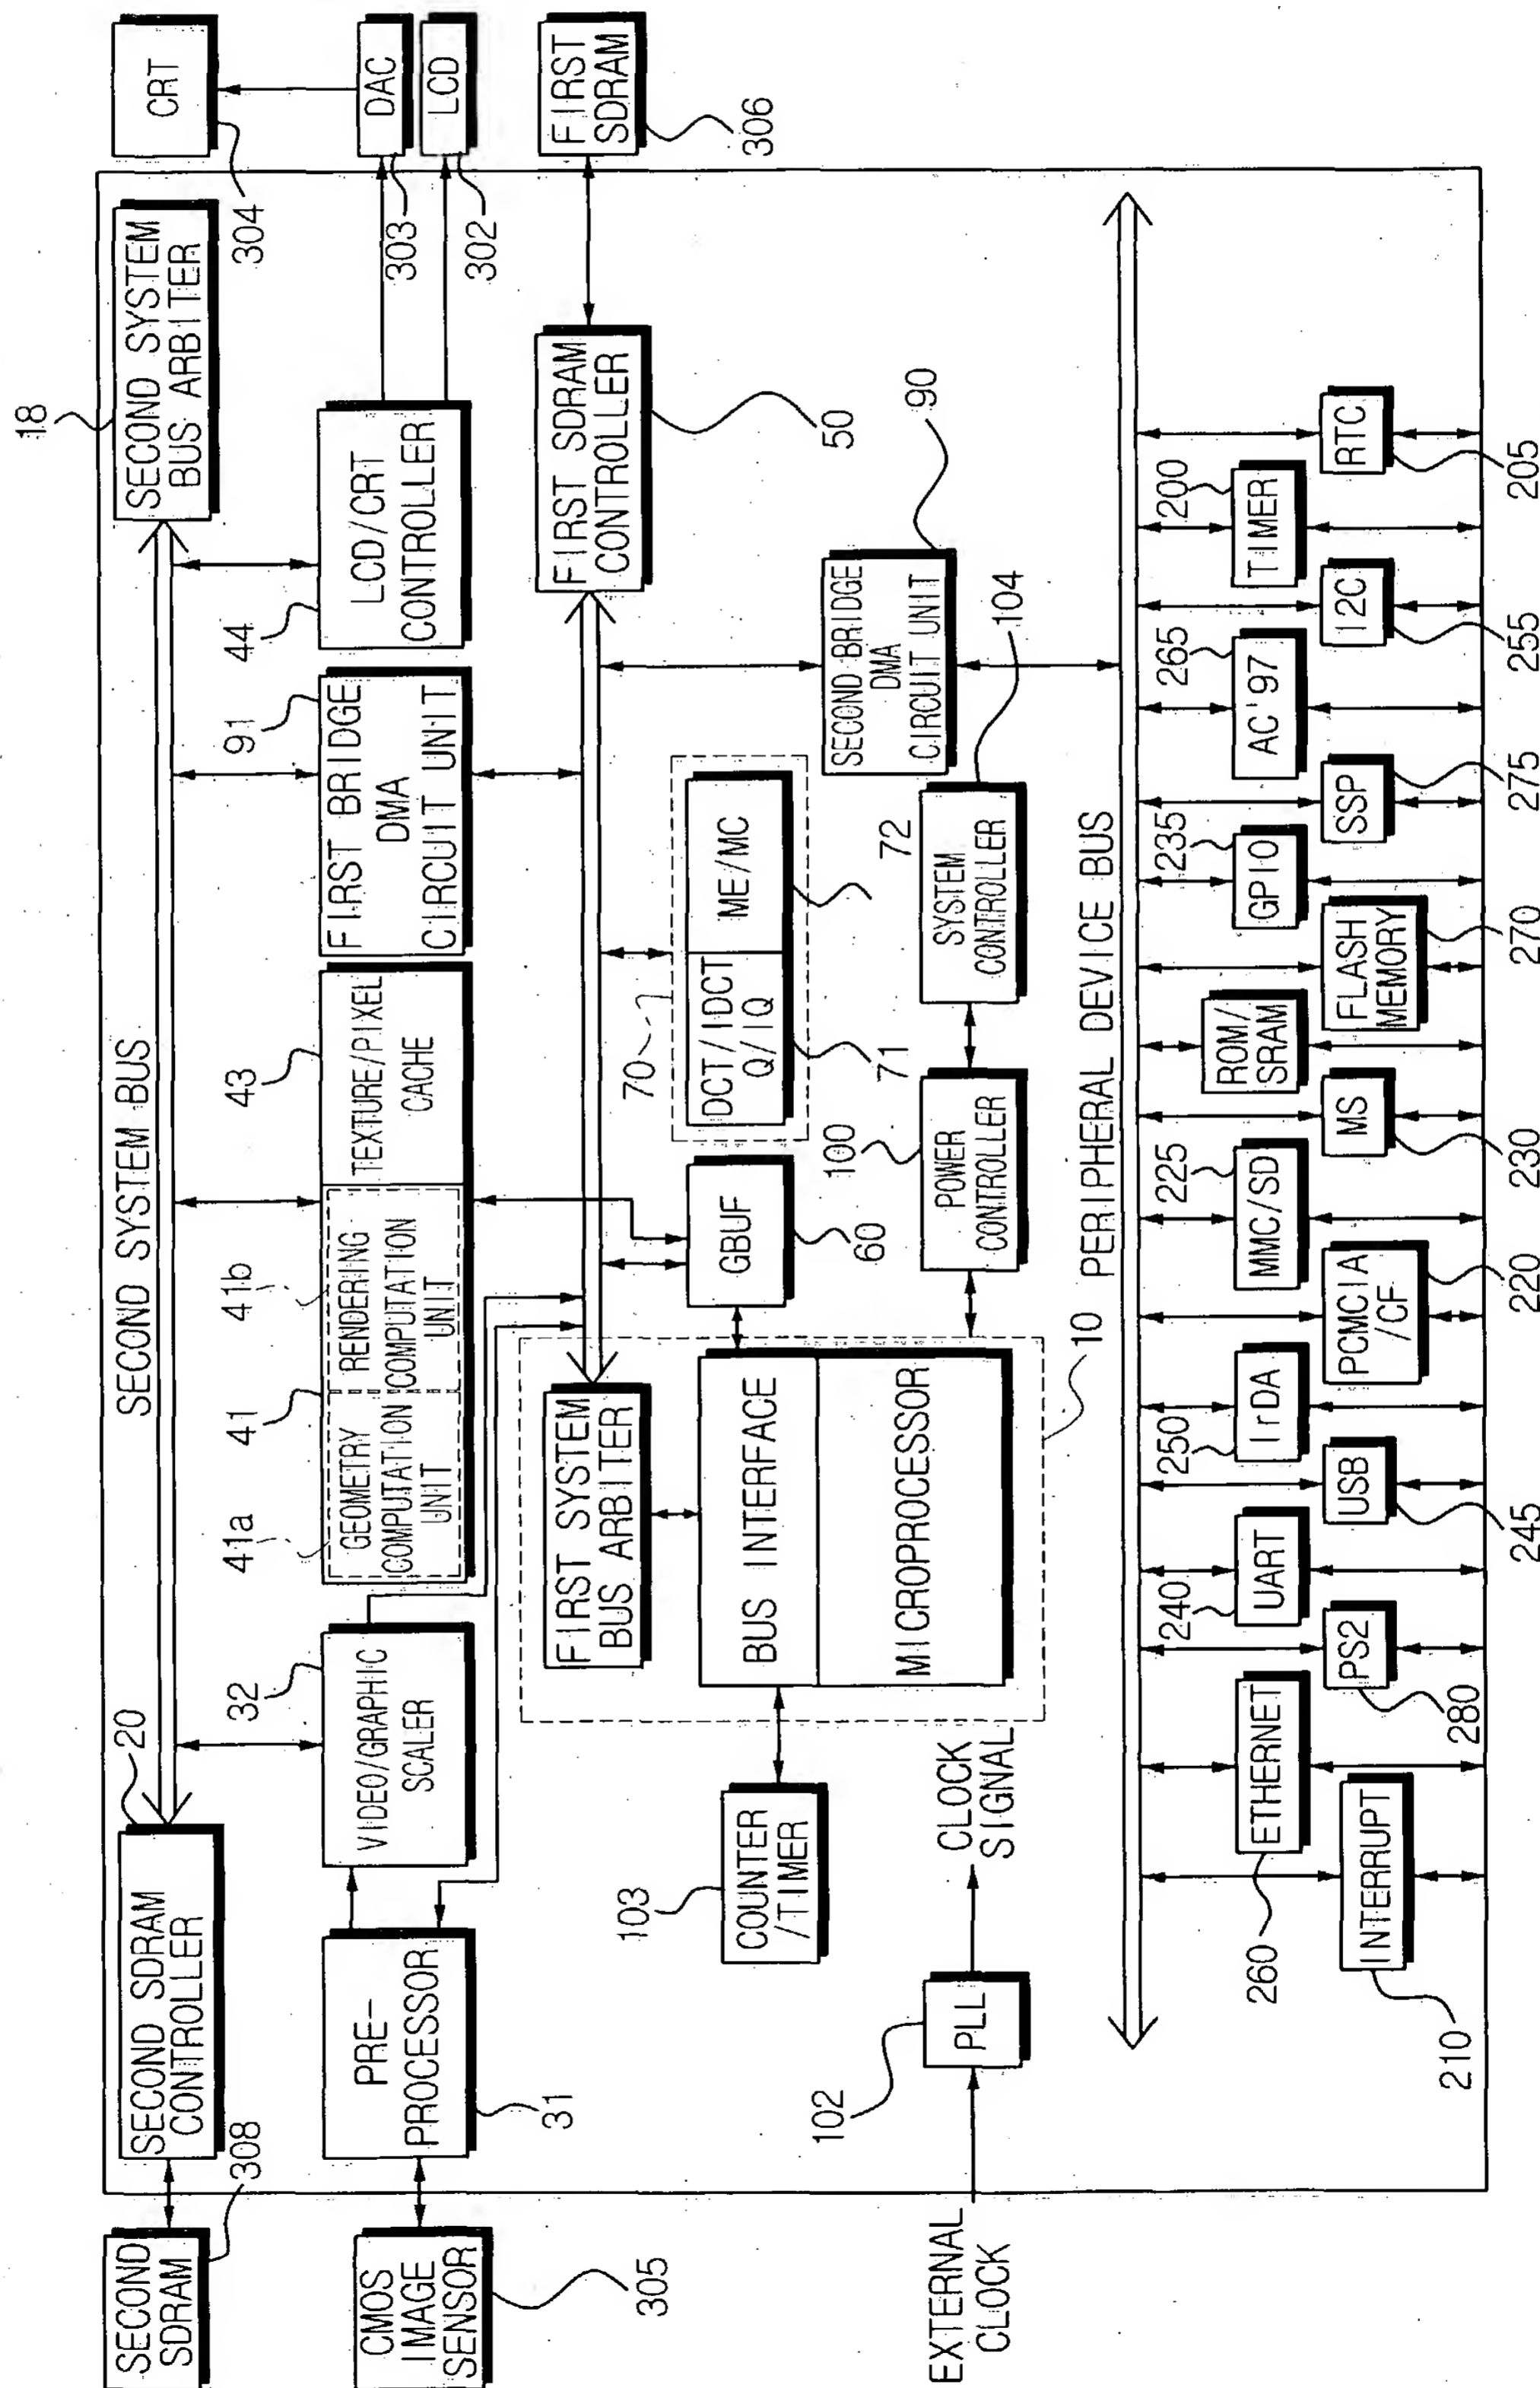 CRT
304
DAC
303
LCD
302
FIRST
SDRAM
306
18
SECOND SYSTEM
BUS ARBITER
SECOND SYSTEM BUS
20
SECOND SDRAM
CONTROLLER
SECOND
SDRAM
308
44
LCD/CRT
CONTROLLER
91
FIRST BRIDGE
DMA
CIRCUIT UNIT
43
TEXTURE/PIXEL
CACHE
41
41b
RENDERING
COMPUTATION
UNIT
41a
GEOMETRY
COMPUTATION
UNIT
32
VIDEO/GRAPHIC
SCALER
PRE-
PROCESSOR
31
CMOS
IMAGE
SENSOR
305
FIRST SDRAM
CONTROLLER
50
FIRST SYSTEM
BUS ARBITER
BUS INTERFACE
MICROPROCESSOR
10
GBUF
60
70
DCT/IDCT
Q/IQ
71
ME/MC
72
SECOND BRIDGE
DMA
CIRCUIT UNIT
90
SYSTEM
CONTROLLER
104
100
POWER
CONTROLLER
103
COUNTER
/TIMER
EXTERNAL
CLOCK
102
PLL
CLOCK
SIGNAL
PERIPHERAL DEVICE BUS
INTERRUPT
210
ETHERNET
260
PS2
280
UART
240
USB
245
IrDA
250
PCMCIA
/CF
220
MMC/SD
225
MS
230
ROM/
SRAM
FLASH
MEMORY
270
GPIO
235
SSP
275
AC'97
265
I2C
255
TIMER
200
RTC
205